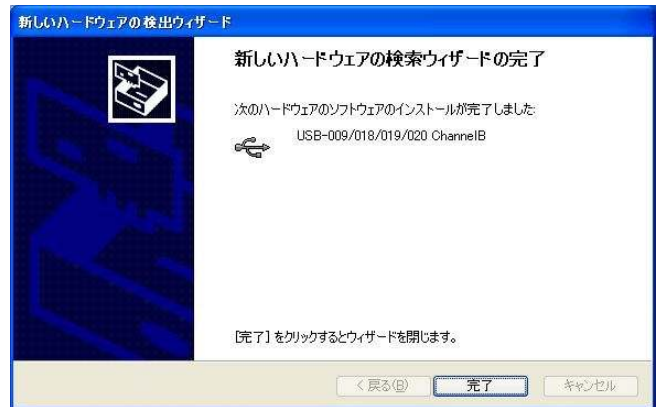 新しいハードウェアの検出ウィザード
新しいハードウェアの検索ウィザードの完了
次のハードウェアのソフトウェアのインストールが完了しました:
USB-009/018/019/020 ChannelB
[完了] をクリックするとウィザードを閉じます。
< 戻る(B) 完了 キャンセル